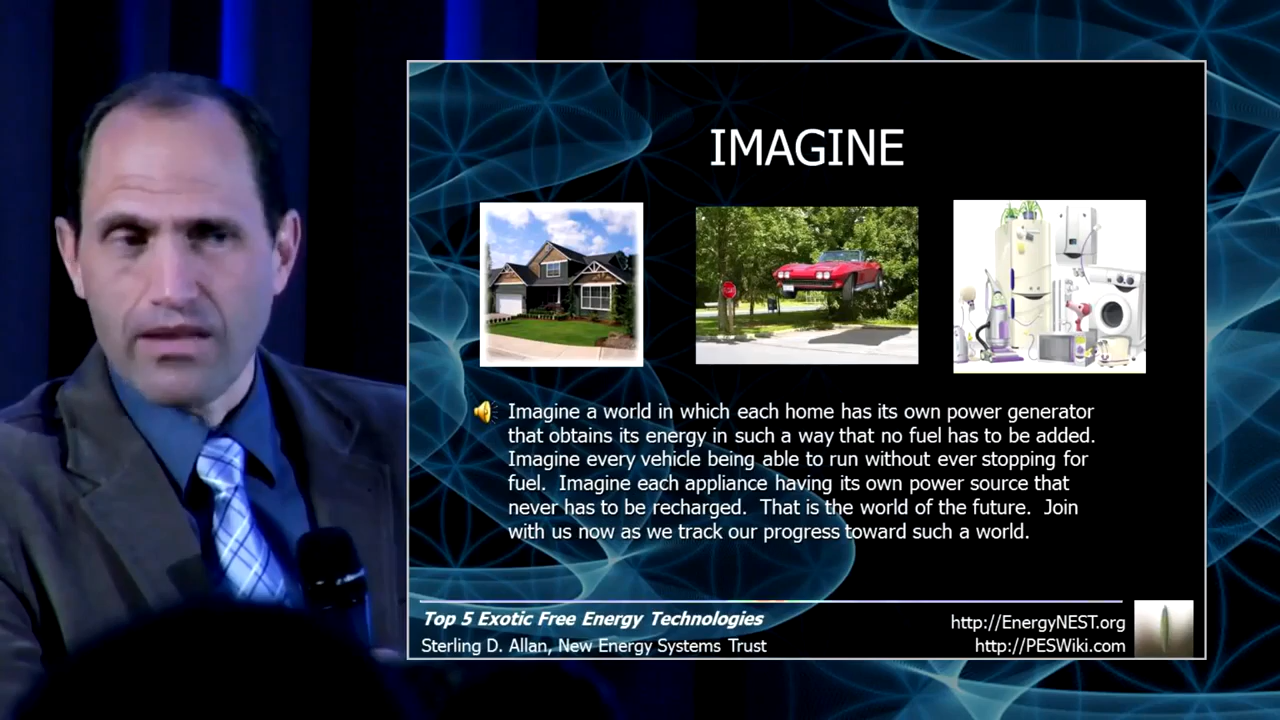 IMAGINE
Imagine a world in which each home has its own power generator
that obtains its energy in such a way that no fuel has to be added.
Imagine every vehicle being able to run without ever stopping for
fuel.  Imagine each appliance having its own power source that
never has to be recharged.  That is the world of the future.  Join
with us now as we track our progress toward such a world.
Top 5 Exotic Free Energy Technologies
Sterling D. Allan, New Energy Systems Trust
http://EnergyNEST.org
http://PESWiki.com